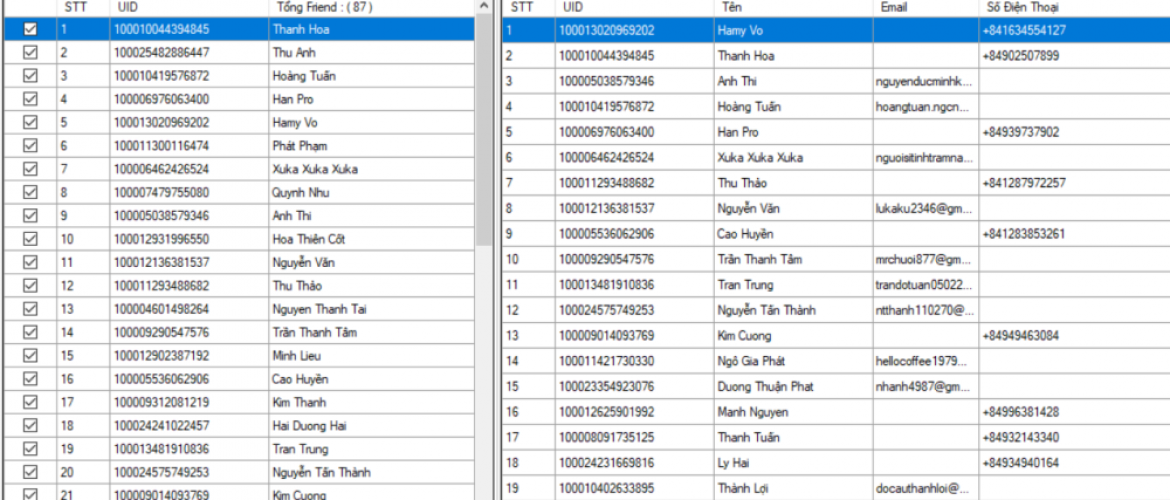 STT UID Tổng Friend : ( 87 )
1 100010044394845 Thanh Hoa
2 100025482886447 Thu Anh
3 100010419576872 Hoàng Tuấn
4 100006976063400 Han Pro
5 100013020969202 Hamy Vo
6 100011300116474 Phát Phạm
7 100006462426524 Xuka Xuka Xuka
8 100007479755080 Quynh Nhu
9 100005038579346 Anh Thi
10 100012931996550 Hoa Thiên Cốt
11 100012136381537 Nguyễn Văn
12 100011293488682 Thu Thảo
13 100004601498264 Nguyen Thanh Tai
14 100009290547576 Trần Thanh Tâm
15 100012902387192 Minh Lieu
16 100005536062906 Cao Huyền
17 100009312081219 Kim Thanh
18 100024241022457 Hai Duong Hai
19 100013481910836 Tran Trung
20 100024575749253 Nguyễn Tấn Thành
21 100009014093769 Kim Cuong
STT UID Tên Email Số Điện Thoại
1 100013020969202 Hamy Vo +841634554127
2 100010044394845 Thanh Hoa +84902507899
3 100005038579346 Anh Thi nguyenducminhk...
4 100010419576872 Hoàng Tuấn hoangtuan.ngcn...
5 100006976063400 Han Pro +84939737902
6 100006462426524 Xuka Xuka Xuka nguoisitinhtramna...
7 100011293488682 Thu Thảo +841287972257
8 100012136381537 Nguyễn Văn lukaku2346@gm...
9 100005536062906 Cao Huyền +841283853261
10 100009290547576 Trần Thanh Tâm mrchuoi877@gm...
11 100013481910836 Tran Trung trandotuan05022...
12 100024575749253 Nguyễn Tấn Thành ntthanh110270@...
13 100009014093769 Kim Cuong +84949463084
14 100011421730330 Ngô Gia Phát hellocoffee1979...
15 100023354923076 Duong Thuận Phat nhanh4987@gm...
16 100012625901992 Manh Nguyen +84996381428
17 100008091735125 Thanh Tuấn +84932143340
18 100024231669816 Ly Hai +84934940164
19 100010402633895 Thành Lợi docauthanhloi@...